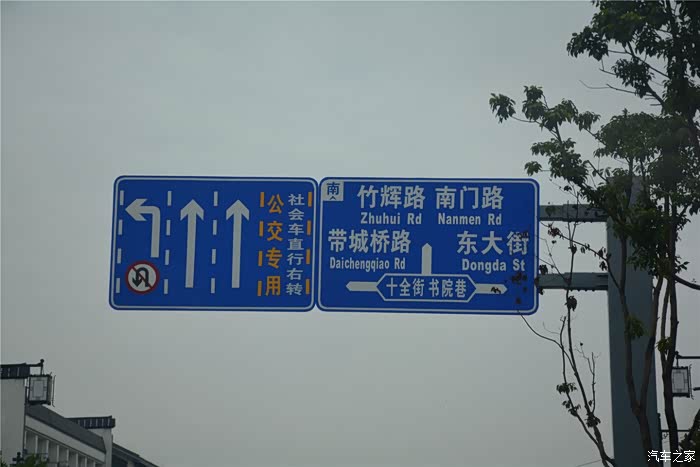 公交专用
社会车直行右转
南
竹辉路 南门路
Zhuhui Rd Nanmen Rd
带城桥路 东大街
Daichengqiao Rd Dongda St
十全街 书院巷
汽车之家